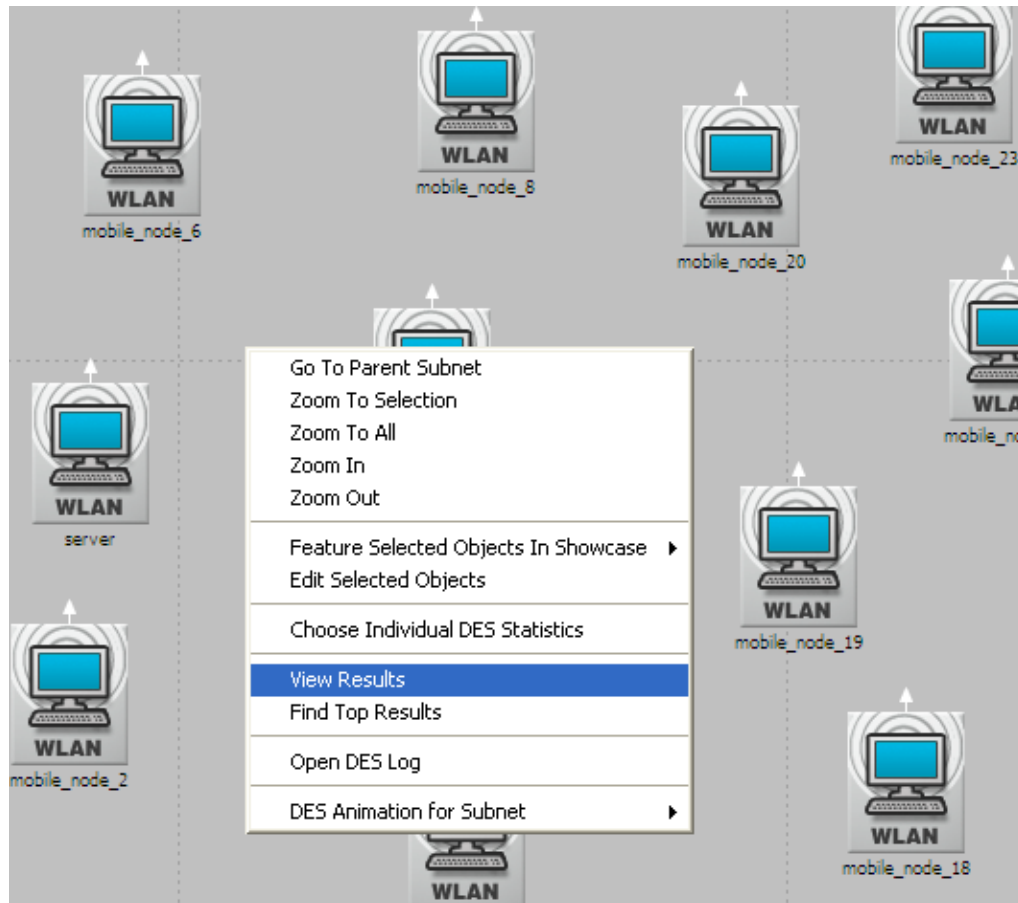 WLAN
mobile_node_6
WLAN
mobile_node_8
WLAN
mobile_node_20
WLAN
mobile_node_23
WLAN
server
Go To Parent Subnet
Zoom To Selection
Zoom To All
Zoom In
Zoom Out
Feature Selected Objects In Showcase
Edit Selected Objects
Choose Individual DES Statistics
View Results
Find Top Results
Open DES Log
DES Animation for Subnet
WLAN
mobile_node_19
WLAN
mobile_node_2
WLAN
mobile_node_18
WLAN